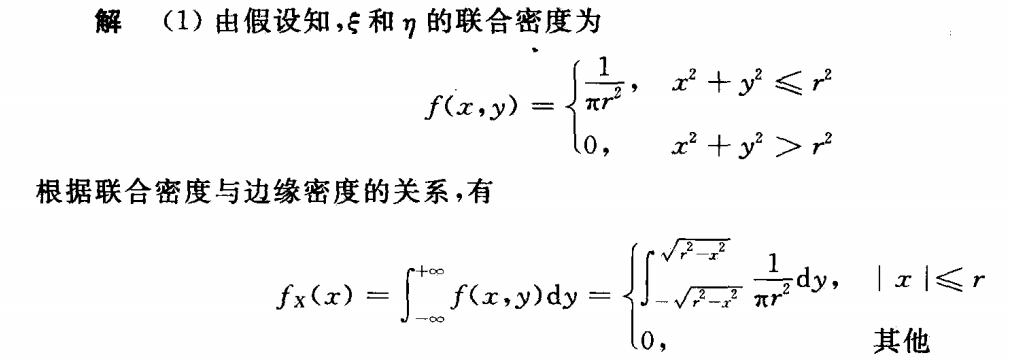 解 （1）由假设知，ξ 和 η 的联合密度为
f(x,y) = { 1/(πr²), x² + y² ≤ r²
0, x² + y² > r²
根据联合密度与边缘密度的关系，有
f_X(x) = ∫_{-∞}^{+∞} f(x,y)dy = { ∫_{-√(r²-x²)}^{√(r²-x²)} 1/(πr²) dy, | x | ≤ r
0, 其他